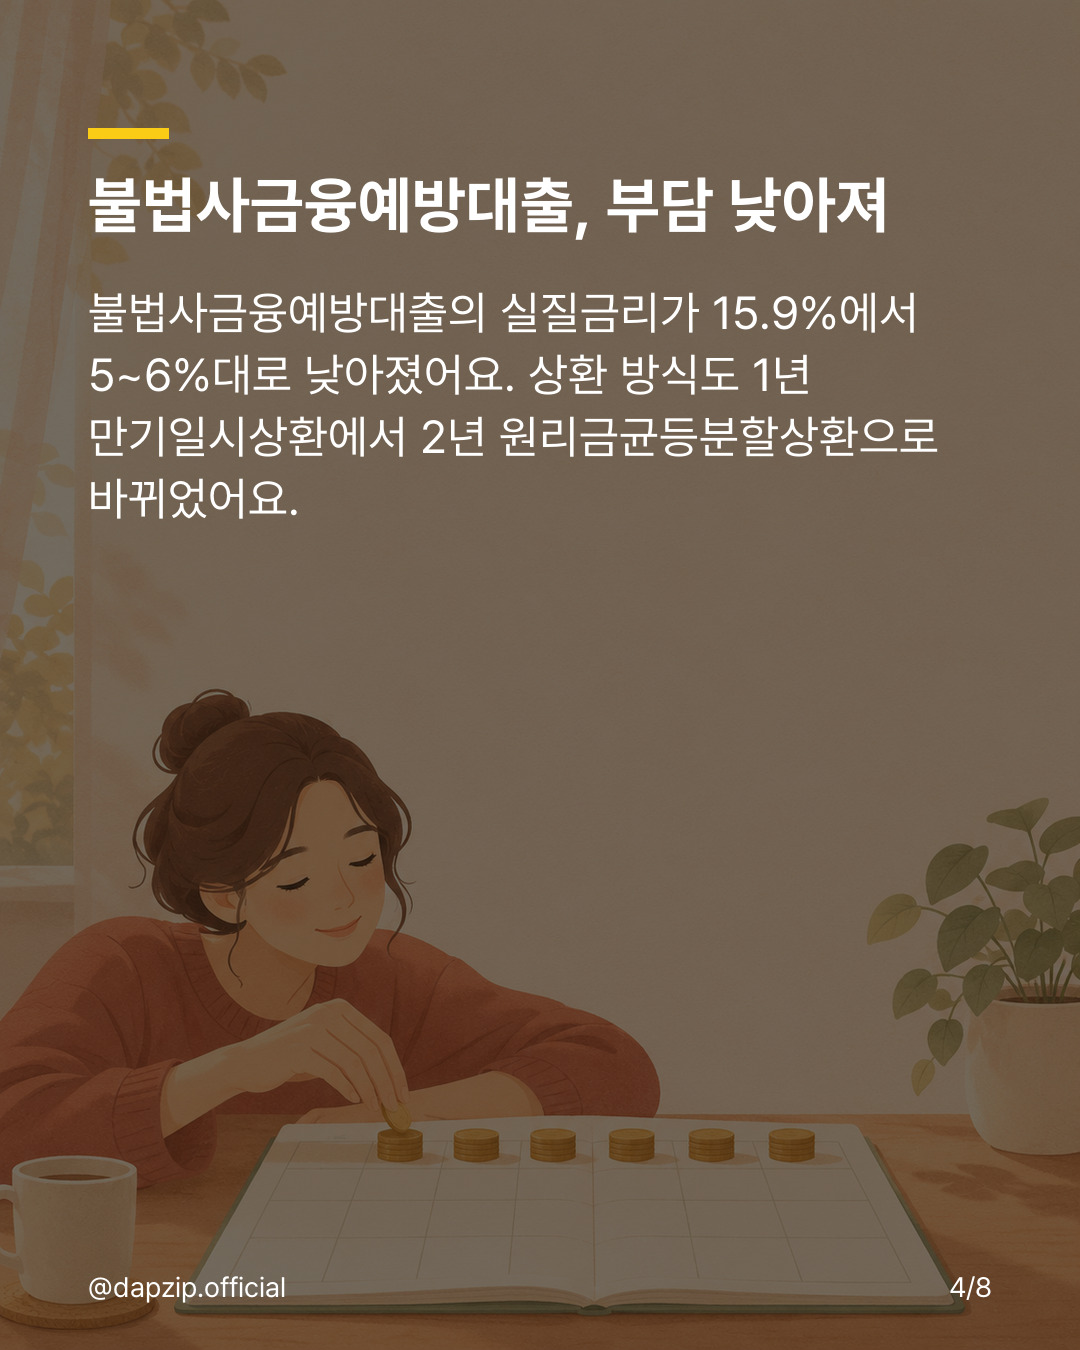 불법사금융예방대출, 부담 낮아져
불법사금융예방대출의 실질금리가 15.9%에서
5~6%대로 낮아졌어요. 상환 방식도 1년
만기일시상환에서 2년 원리금균등분할상환으로
바뀌었어요.
@dapzip.official
4/8